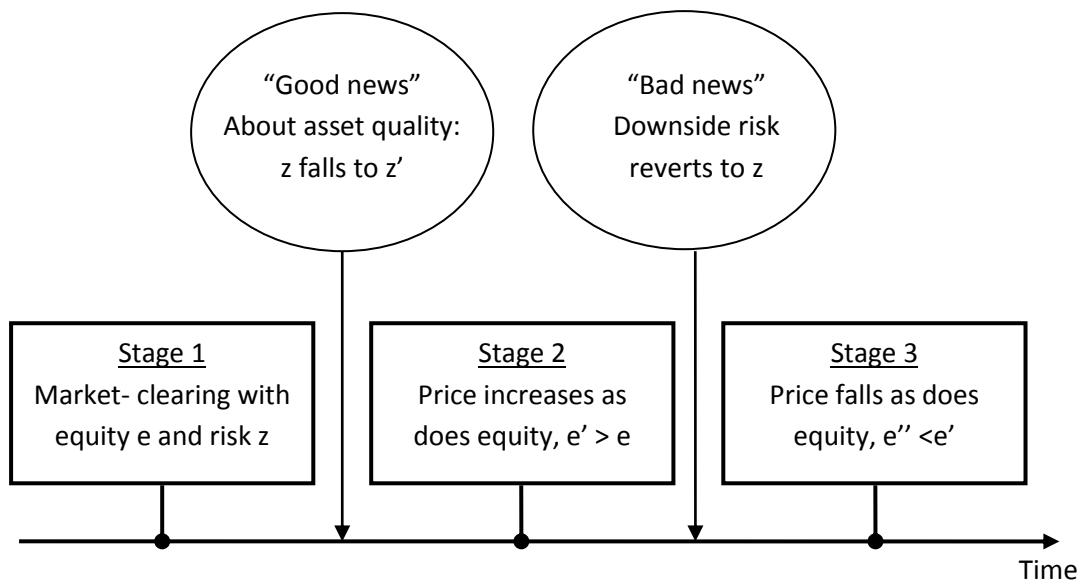 “Good news”
About asset quality:
z falls to z’
“Bad news”
Downside risk
reverts to z
Stage 1
Market- clearing with
equity e and risk z
Stage 2
Price increases as
does equity, e’ > e
Stage 3
Price falls as does
equity, e’’ <e’
Time